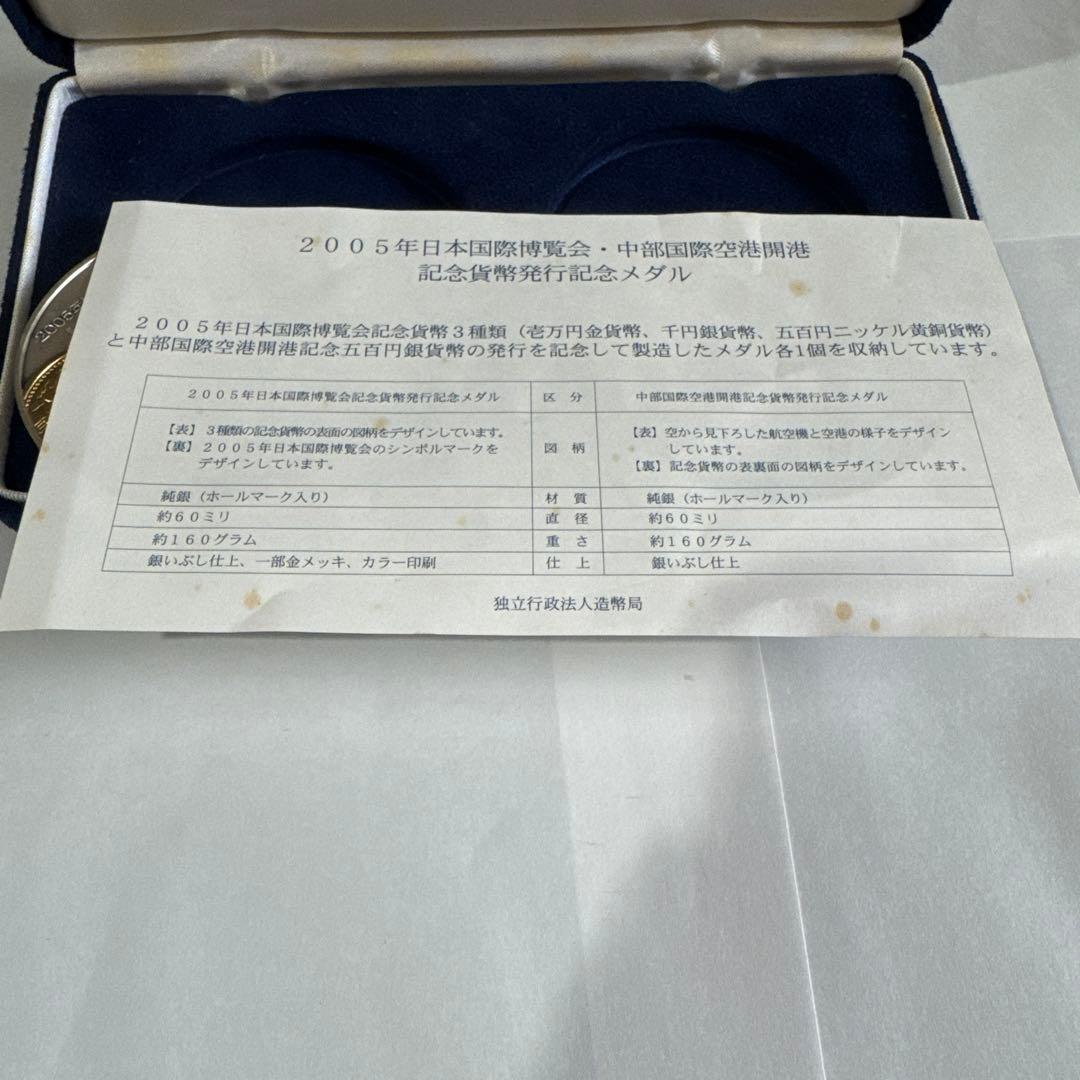 ２００５年日本国際博覧会・中部国際空港開港
記念貨幣発行記念メダル
２００５年日本国際博覧会記念貨幣３種類（壱万円金貨幣、千円銀貨幣、五百円ニッケル黄銅貨幣）
と中部国際空港開港記念五百円銀貨幣の発行を記念して製造したメダル各1個を収納しています。
２００５年日本国際博覧会記念貨幣発行記念メダル 区 分 中部国際空港開港記念貨幣発行記念メダル
【表】３種類の記念貨幣の表面の図柄をデザインしています。
【裏】２００５年日本国際博覧会のシンボルマークを
デザインしています。
図 柄
【表】空から見下ろした航空機と空港の様子をデザイン
しています。
【裏】記念貨幣の表裏面の図柄をデザインしています。
純銀（ホールマーク入り） 材 質 純銀（ホールマーク入り）
約６０ミリ 直 径 約６０ミリ
約１６０グラム 重 さ 約１６０グラム
銀いぶし仕上、一部金メッキ、カラー印刷 仕 上 銀いぶし仕上
独立行政法人造幣局
2005